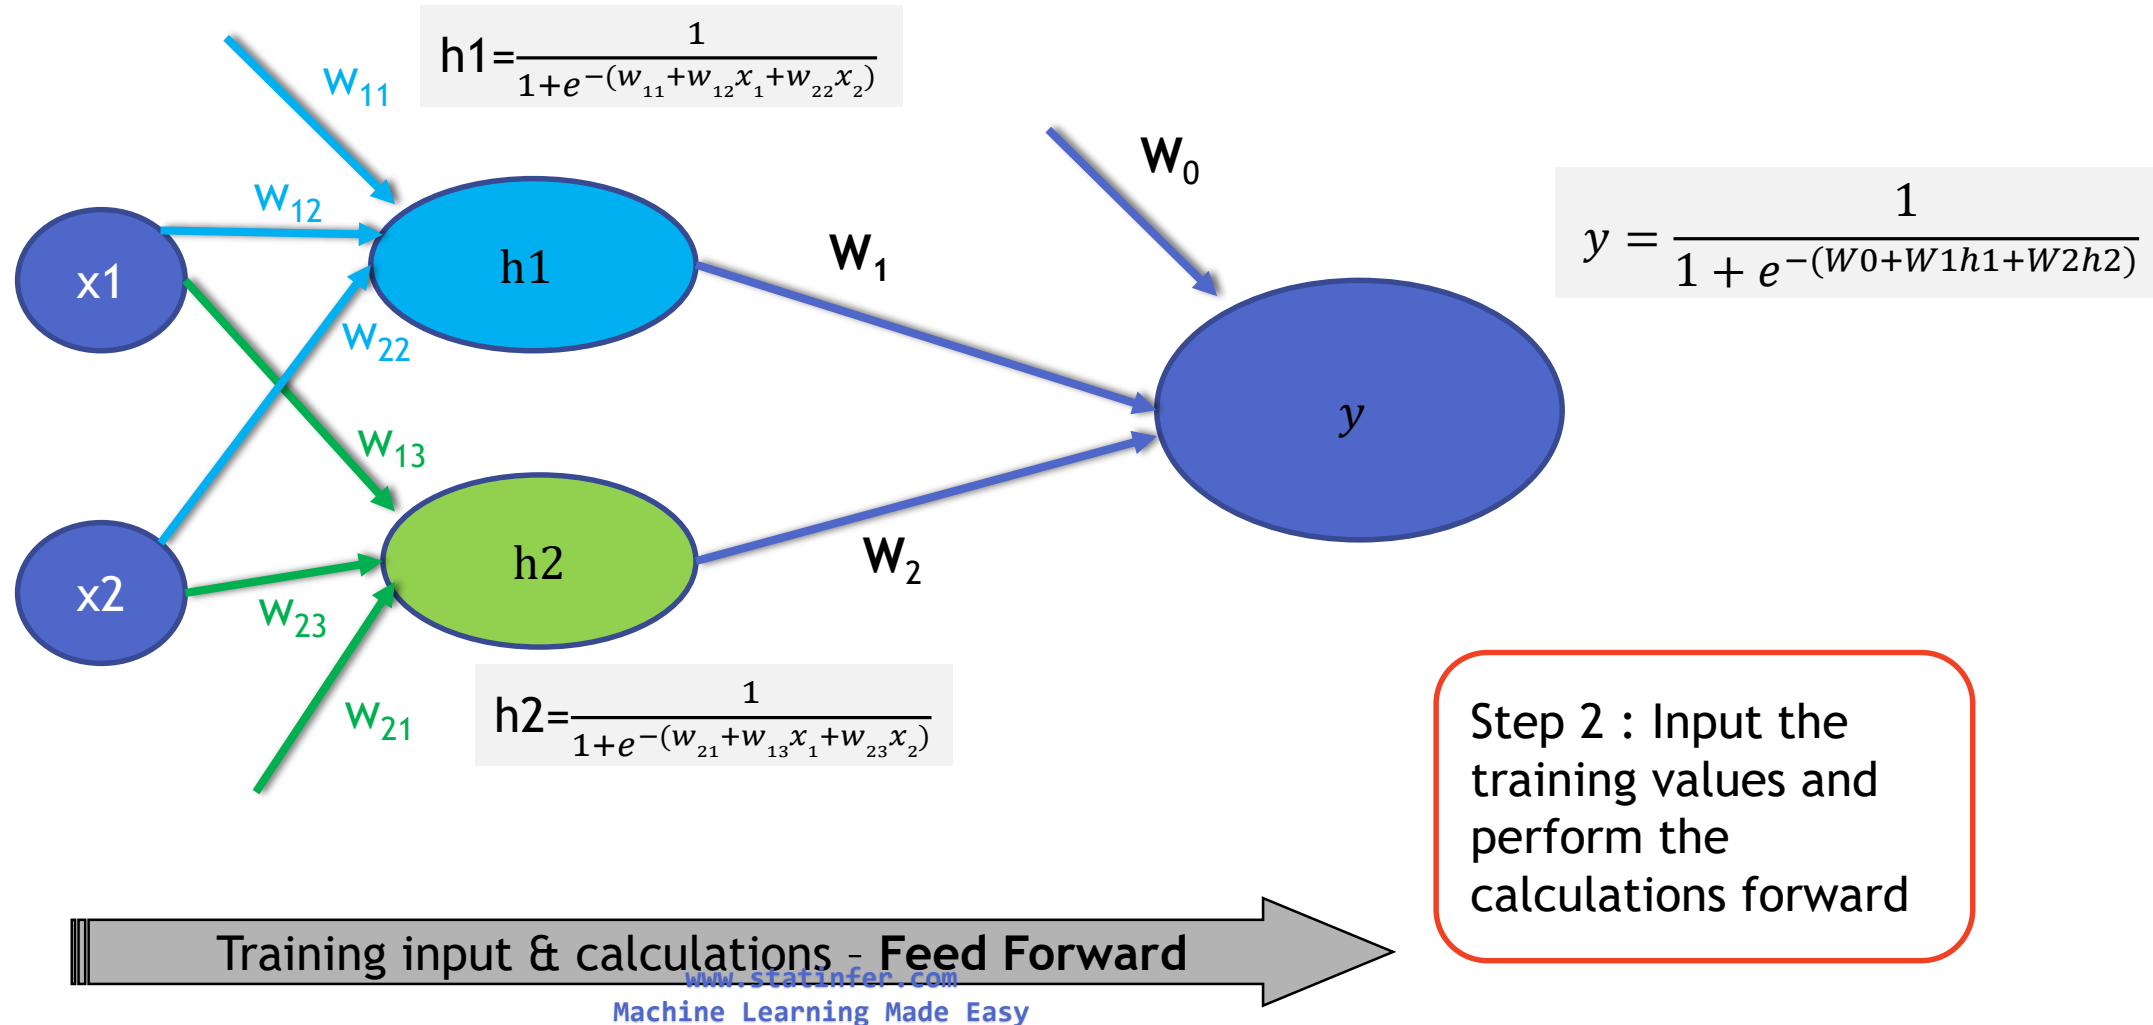 h1=1/(1+e^−(w₁₁+w₁₂x₁+w₂₂x₂))
w₁₁
W₀
w₁₂
y = 1/(1 + e^−(W0+W1h1+W2h2))
W₁
x1
h1
w₂₂
y
w₁₃
h2
W₂
x2
w₂₃
w₂₁
h2=1/(1+e^−(w₂₁+w₁₃x₁+w₂₃x₂))
Step 2 : Input the
training values and
perform the
calculations forward
Training input & calculations – Feed Forward
www.statinfer.com
Machine Learning Made Easy